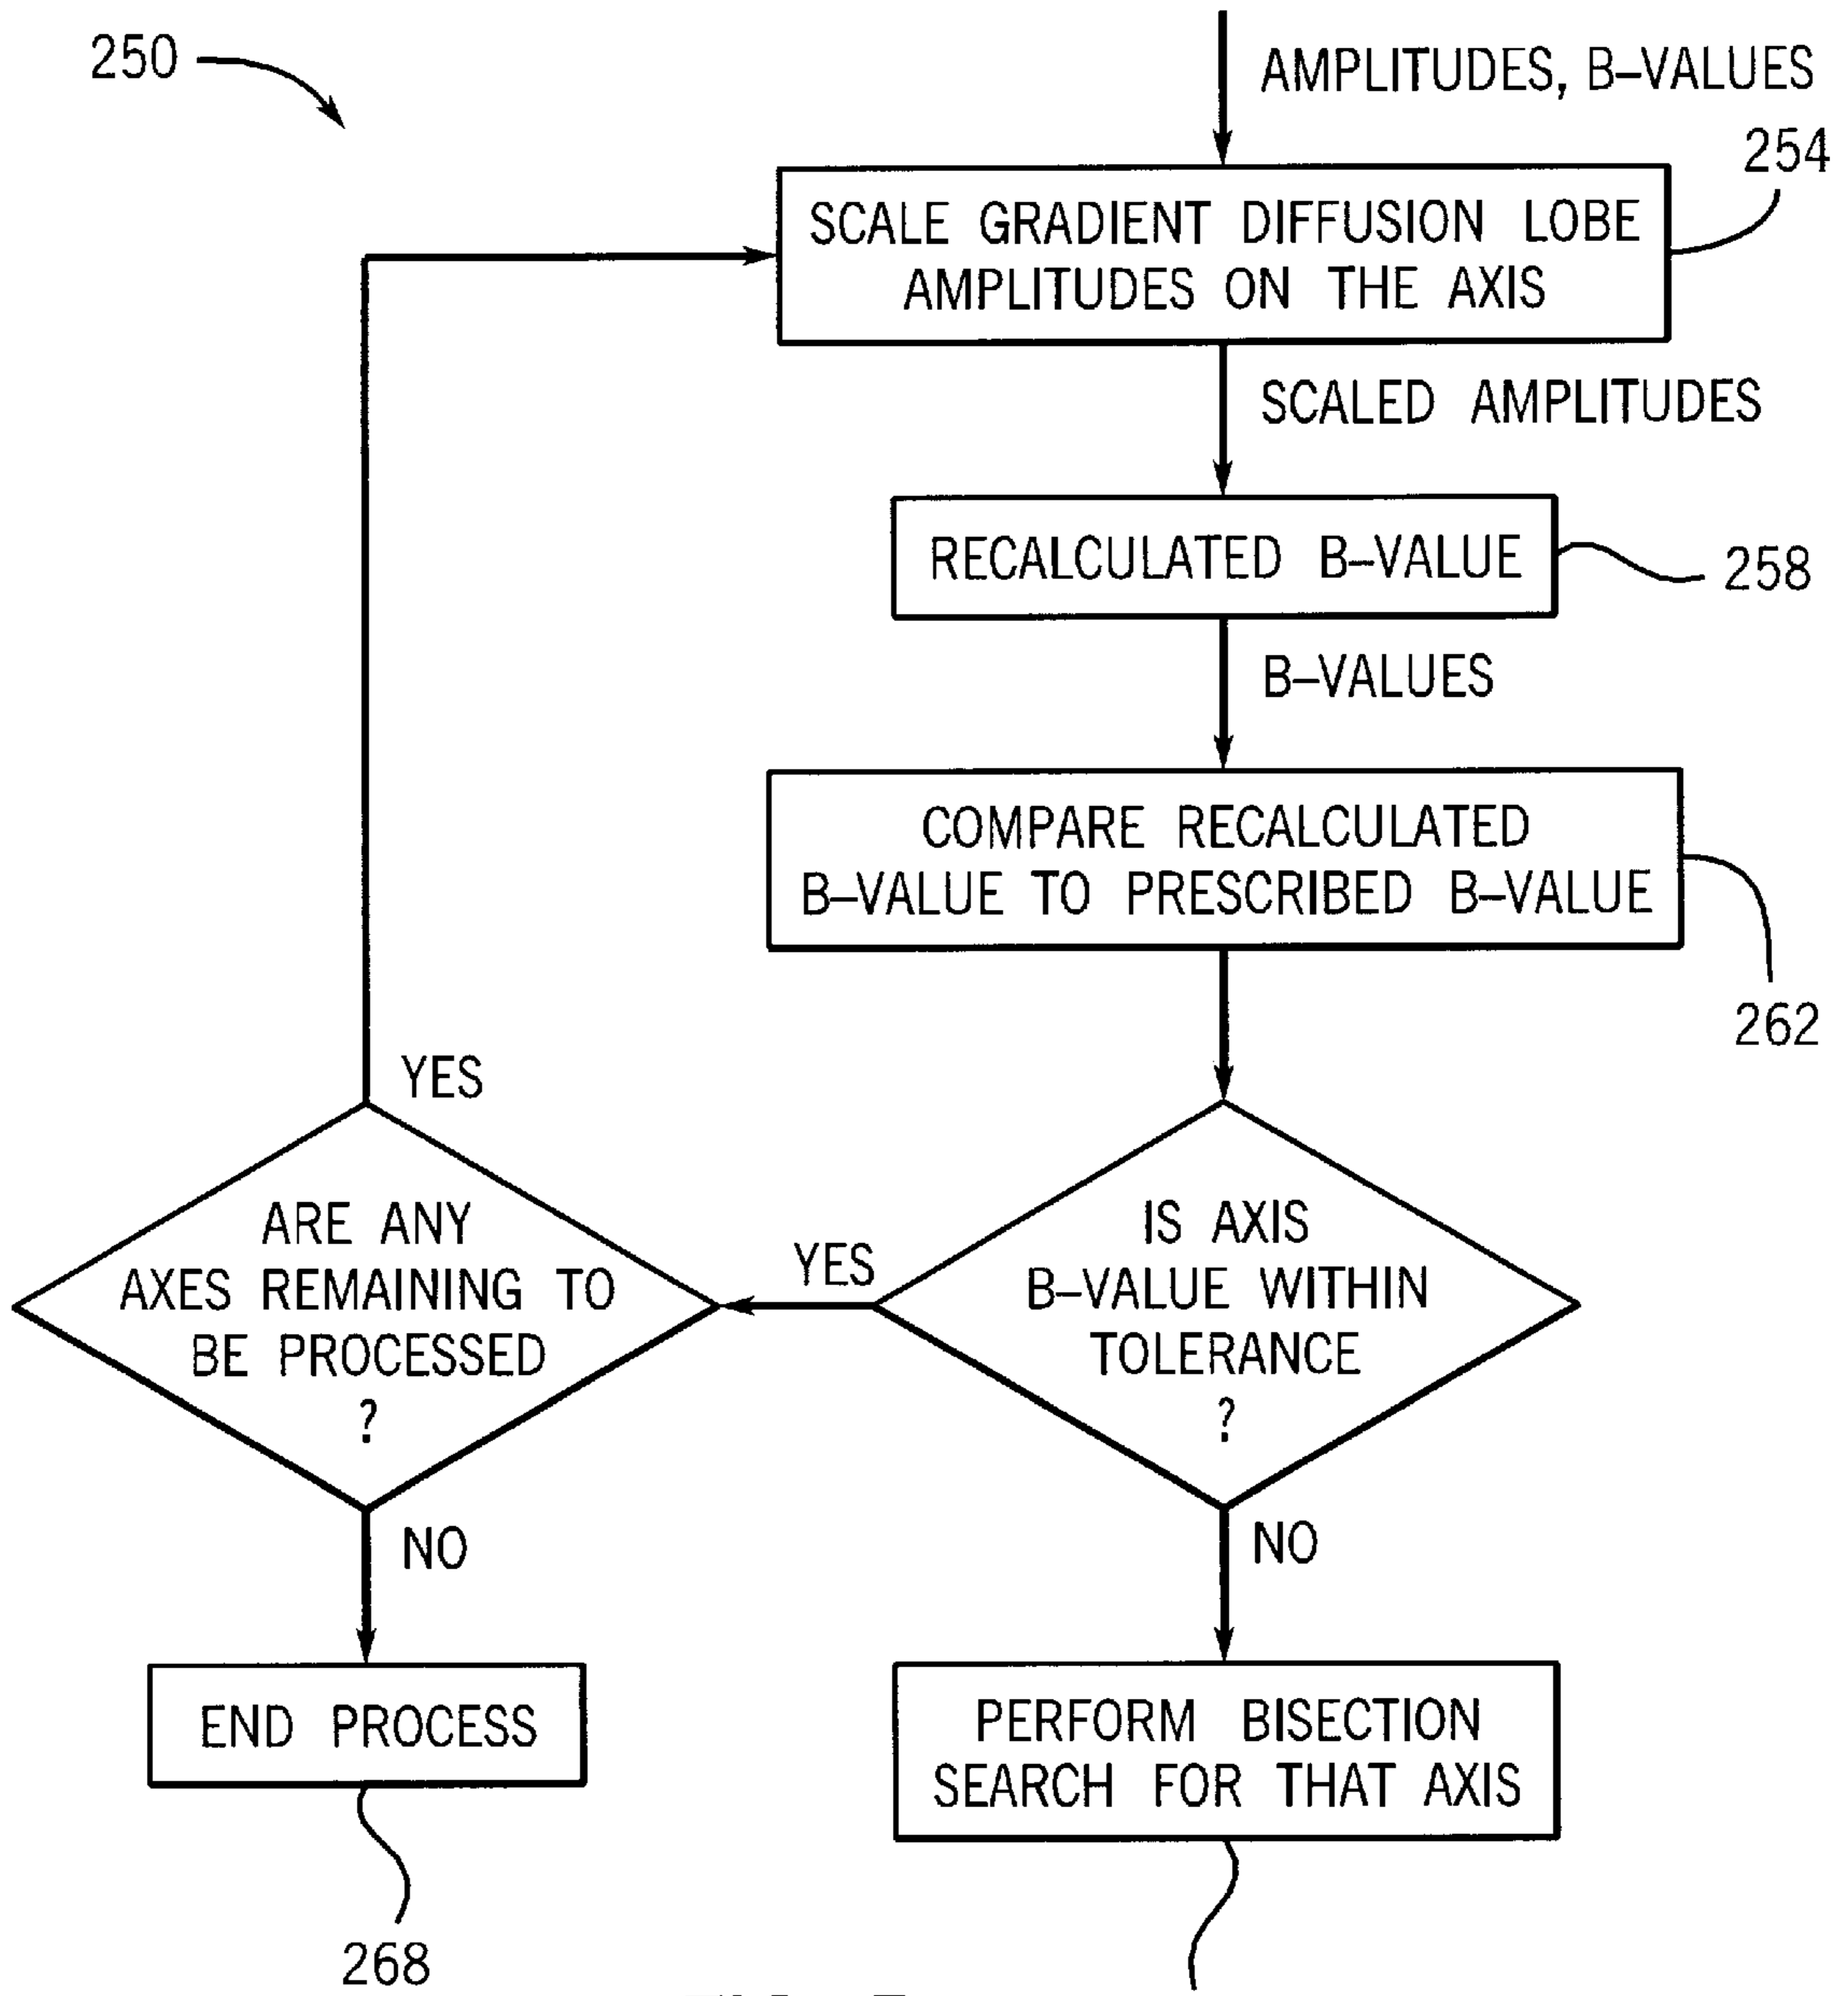 250
AMPLITUDES, B-VALUES
254
SCALE GRADIENT DIFFUSION LOBE
AMPLITUDES ON THE AXIS
SCALED AMPLITUDES
RECALCULATED B-VALUE
258
B-VALUES
COMPARE RECALCULATED
B-VALUE TO PRESCRIBED B-VALUE
262
YES
ARE ANY
AXES REMAINING TO
BE PROCESSED
?
YES
IS AXIS
B-VALUE WITHIN
TOLERANCE
?
NO
NO
END PROCESS
PERFORM BISECTION
SEARCH FOR THAT AXIS
268